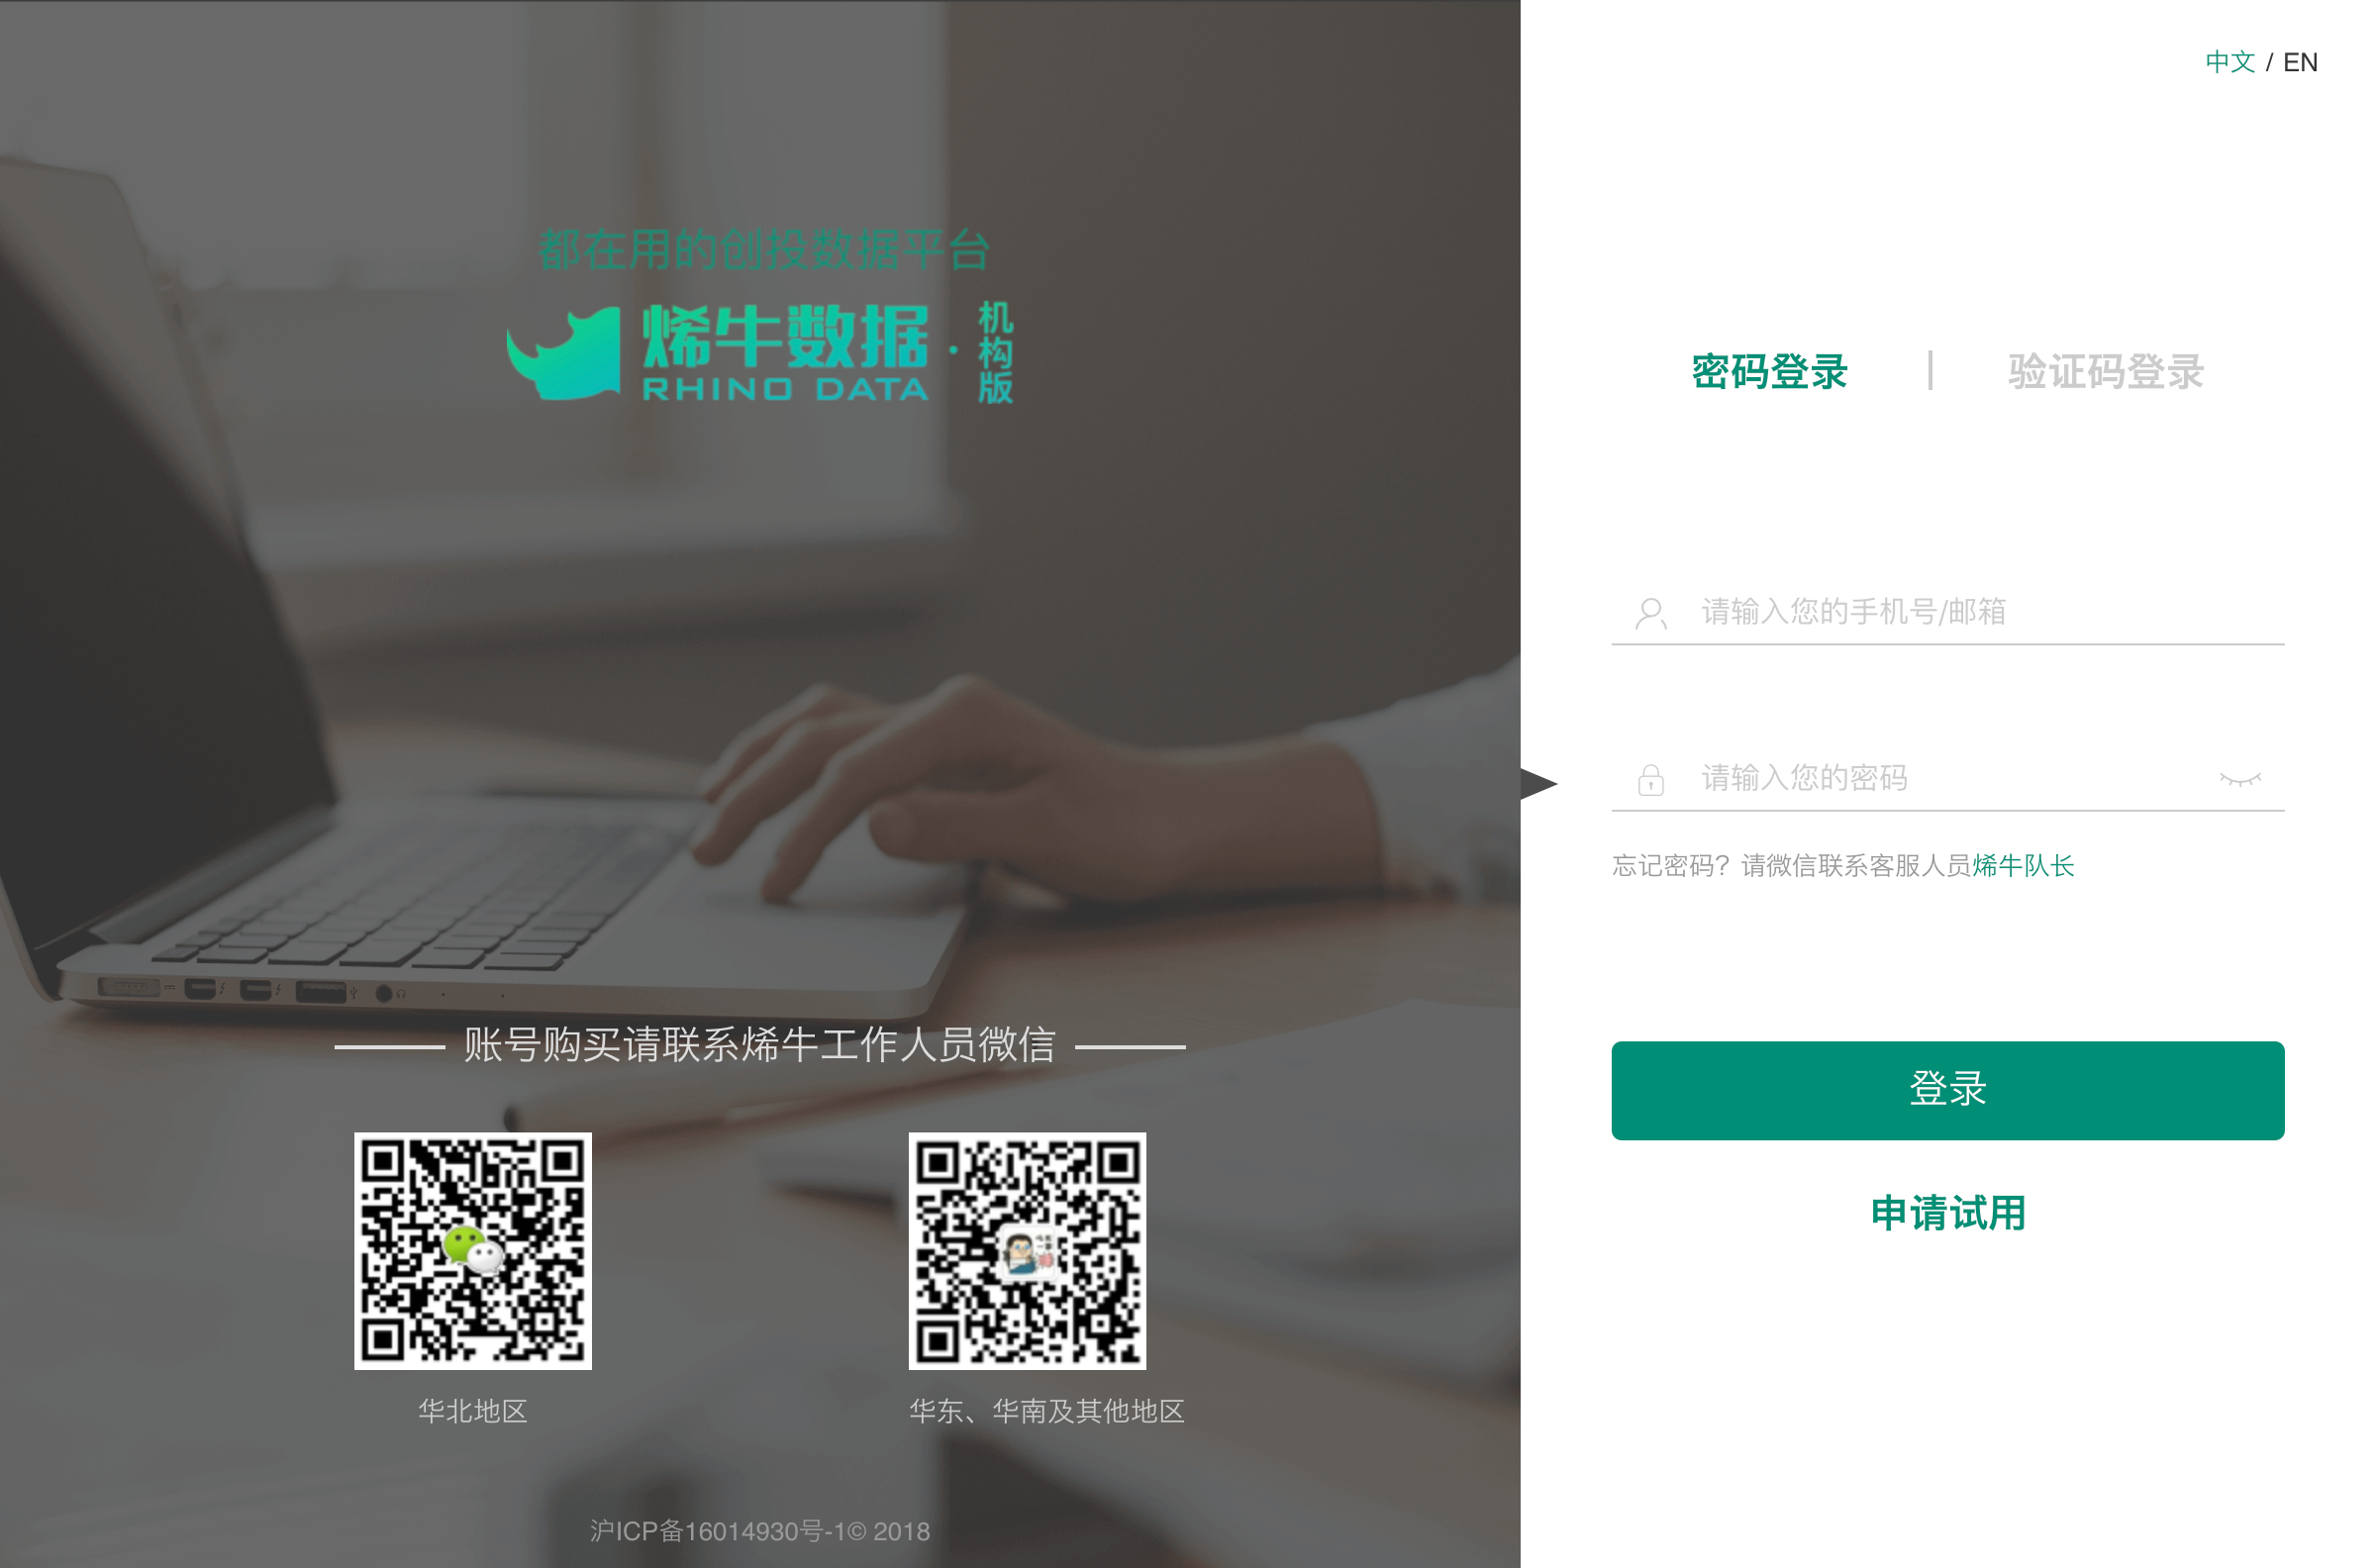 都在用的创投数据平台
烯牛数据·机构版
RHINO DATA
账号购买请联系烯牛工作人员微信
华北地区
华东、华南及其他地区
沪ICP备16014930号-1© 2018
中文 / EN
密码登录 | 验证码登录
请输入您的手机号/邮箱
请输入您的密码
忘记密码？请微信联系客服人员烯牛队长
登录
申请试用